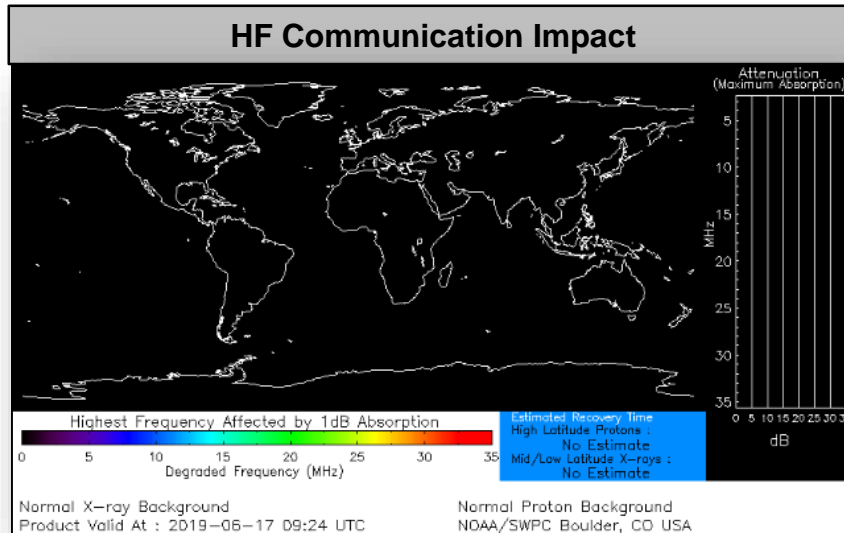 HF Communication Impact
Attenuation
(Maximum Absorption)
5
10
15
MHz
20
25
30
35
0 5 10 15 20 25 30 3
dB
Highest Frequency Affected by 1dB Absorption
0 5 10 15 20 25 30 35
Degraded Frequency (MHz)
Estimated Recovery Time
High Latitude Protons :
No Estimate
Mid/Low Latitude X-rays :
No Estimate
Normal X-ray Background
Product Valid At : 2019-06-17 09:24 UTC
Normal Proton Background
NOAA/SWPC Boulder, CO USA